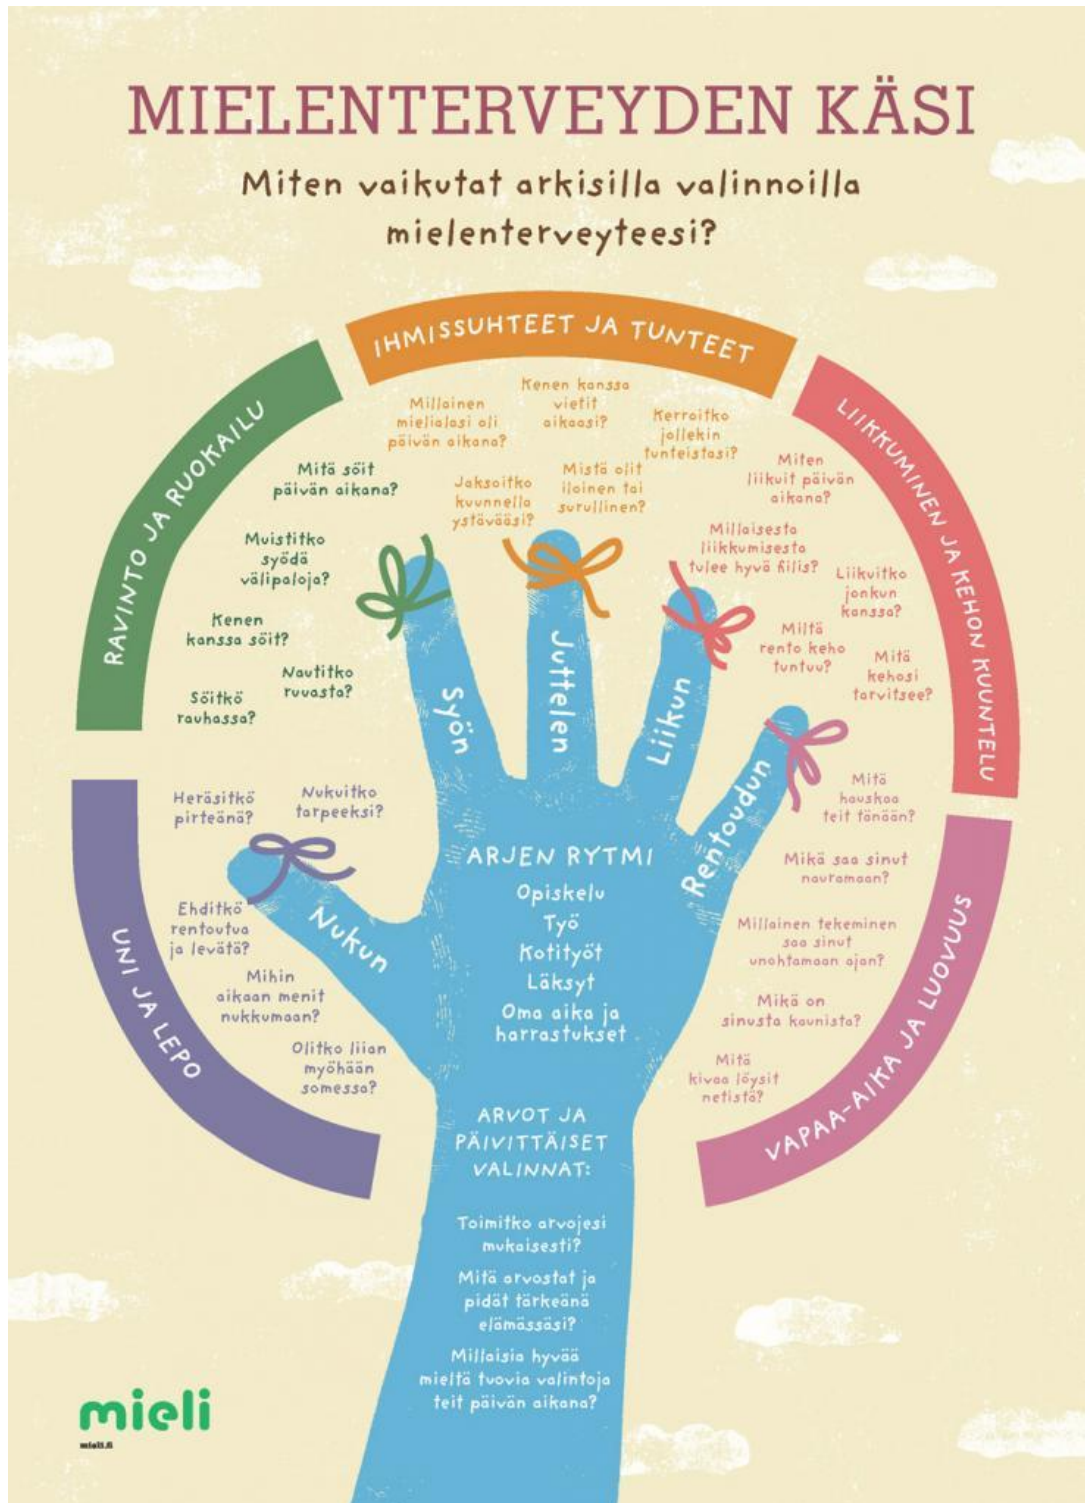 MIELENTERVEYDEN KÄSI
Miten vaikutat arkisilla valinnoilla
mielenterveyteesi?
RAVINTO JA RUOKAILU
Mitä söit
päivän aikana?
Muistitko
syödä
välipaloja?
Kenen
kanssa söit?
Nautitko
ruuasta?
Söitkö
rauhassa?
IHMISSUHTEET JA TUNTEET
Millainen
mielialasi oli
päivän aikana?
Kenen kanssa
vietit
aikaasi?
Kerroitko
jollekin
tunteistasi?
Jaksoitko
kuunnella
ystävääsi?
Mistä olit
iloinen tai
surullinen?
LIIKKUMINEN JA KEHON KUUNTELU
Miten
liikuit päivän
aikana?
Millaisesta
liikkumisesta
tulee hyvä fiilis?
Liikuitko
jonkun
kanssa?
Miltä
rento keho
tuntuu?
Mitä
kehosi
tarvitsee?
UNI JA LEPO
Heräsitkö
pirteänä?
Nukuitko
tarpeeksi?
Ehditkö
rentoutua
ja levätä?
Mihin
aikaan menit
nukkumaan?
Olitko liian
myöhään
somessa?
VAPAA-AIKA JA LUOVUUS
Mitä
hauskaa
teit tänään?
Mikä saa sinut
nauramaan?
Millainen tekeminen
saa sinut
unohtamaan ajan?
Mikä on
sinusta kaunista?
Mitä
kivaa löysit
netistä?
Nukun
Syön
Juttelen
Liikun
Rentoudun
ARJEN RYTMI
Opiskelu
Työ
Kotityöt
Läksyt
Oma aika ja
harrastukset
ARVOT JA
PÄIVITTÄISET
VALINNAT:
Toimitko arvojesi
mukaisesti?
Mitä arvostat ja
pidät tärkeänä
elämässäsi?
Millaisia hyvää
mieltä tuovia valintoja
teit päivän aikana?
mieli
mieli.fi